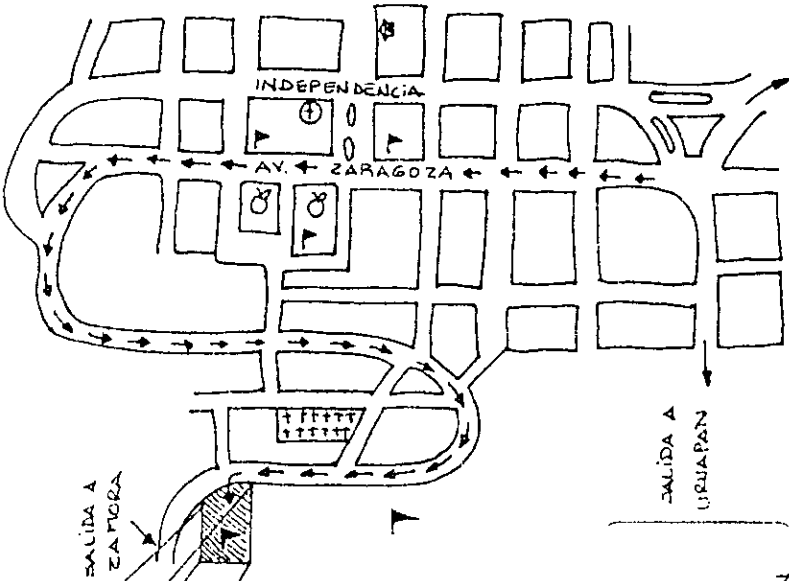 INDEPENDENCIA
AV. ZARAGOZA
SALIDA A
ZAMORA
SALIDA A
URUAPAN